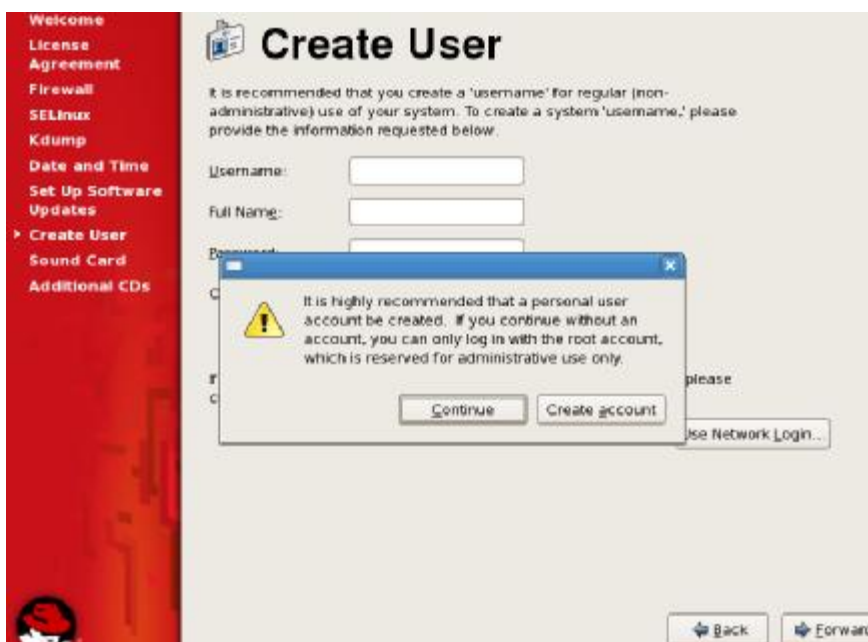 Welcome
License
Agreement
Firewall
SELinux
Kdump
Date and Time
Set Up Software
Updates
Create User
Sound Card
Additional CDs
Create User
It is recommended that you create a 'username' for regular (non-
administrative) use of your system. To create a system 'username,' please
provide the information requested below.
Username:
Full Name:
Password:
It is highly recommended that a personal user
account be created. If you continue without an
account, you can only log in with the root account,
which is reserved for administrative use only.
please
Continue
Create account
Use Network Login...
Back
Forward